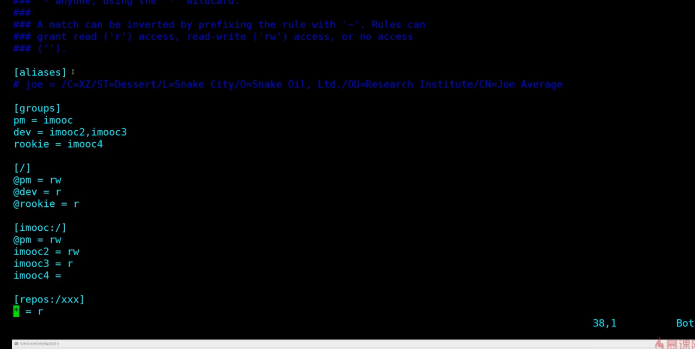 ### anyone, using the '*' wildcard.
###
### A match can be inverted by prefixing the rule with '~'. Rules can
### grant read ('r') access, read-write ('rw') access, or no access
### ('').
[aliases]
# joe = /C=XZ/ST=Dessert/L=Snake City/O=Snake Oil, Ltd./OU=Research Institute/CN=Joe Average
[groups]
pm = imooc
dev = imooc2,imooc3
rookie = imooc4
[/]
@pm = rw
@dev = r
@rookie = r
[imooc:/]
@pm = rw
imooc2 = rw
imooc3 = r
imooc4 =
[repos:/xxx]
* = r
38,1 Bot